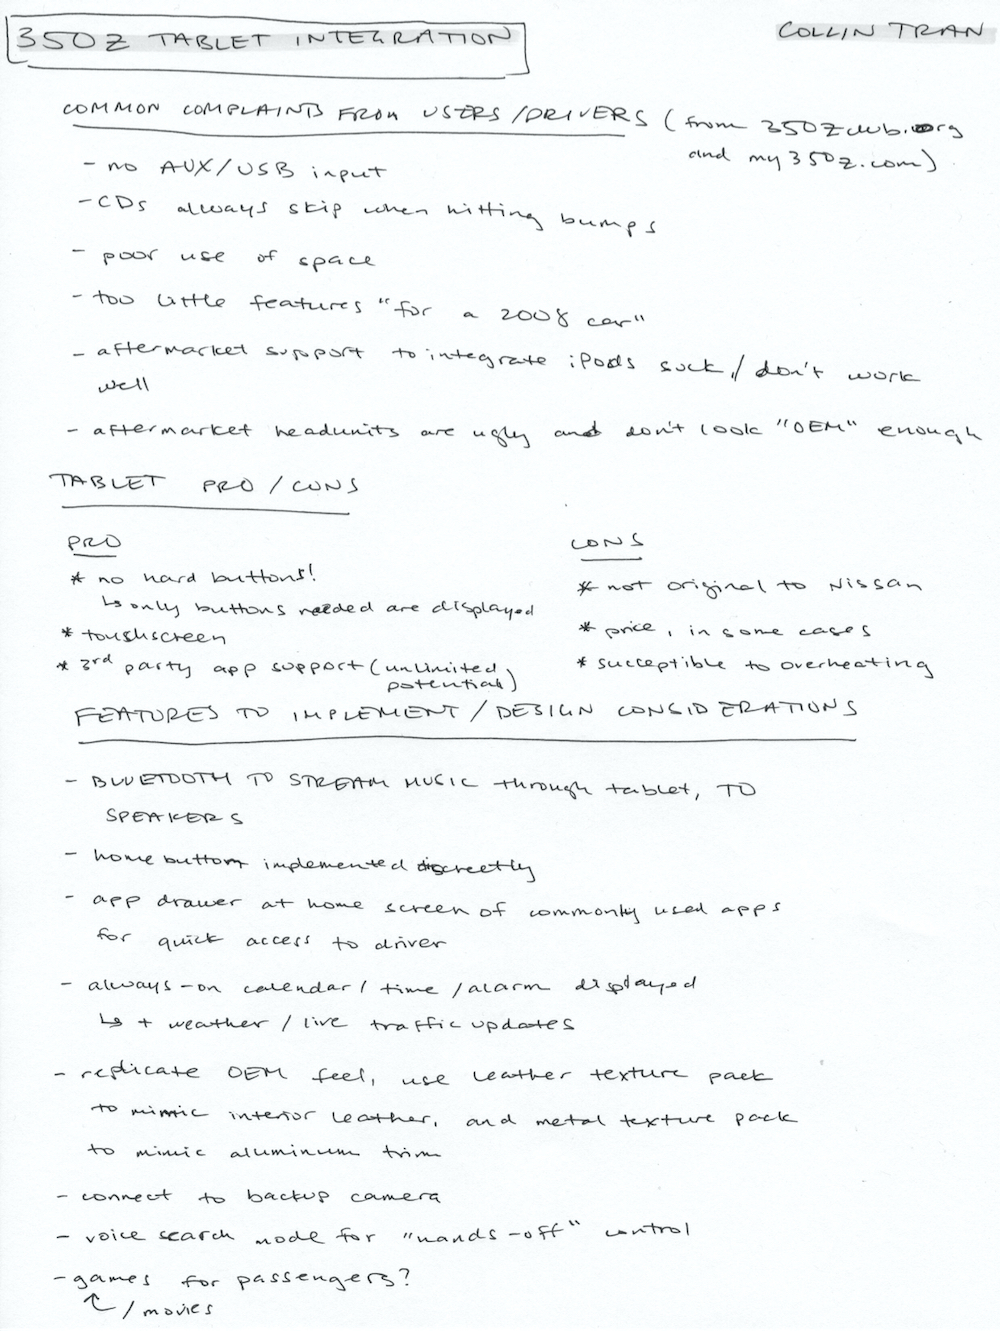 350Z TABLET INTEGRATION
COLLIN TRAN
COMMON COMPLAINTS FROM USERS/DRIVERS (from 350Zclub.org
and my350z.com)
- no AUX/USB input
- CDs always skip when hitting bumps
- poor use of space
- too little features "for a 2008 car"
- aftermarket support to integrate iPods suck / don't work
well
- aftermarket headunits are ugly and don't look "OEM" enough
TABLET PRO / CONS
PRO
* no hard buttons!
↳ only buttons needed are displayed
* toushscreen
* 3rd party app support (unlimited
potential)
CONS
* not original to Nissan
* price, in some cases
* succeptible to overheating
FEATURES TO IMPLEMENT / DESIGN CONSIDERATIONS
- BLUETOOTH TO STREAM MUSIC through tablet, TO
SPEAKERS
- home button implemented discreetly
- app drawer at home screen of commonly used apps
for quick access to driver
- always-on calendar / time / alarm displayed
↳ + weather / live traffic updates
- replicate OEM feel, use leather texture pack
to mimic interior leather, and metal texture pack
to mimic aluminum trim
- connect to backup camera
- voice search mode for "hands-off" control
- games for passengers?
/ movies